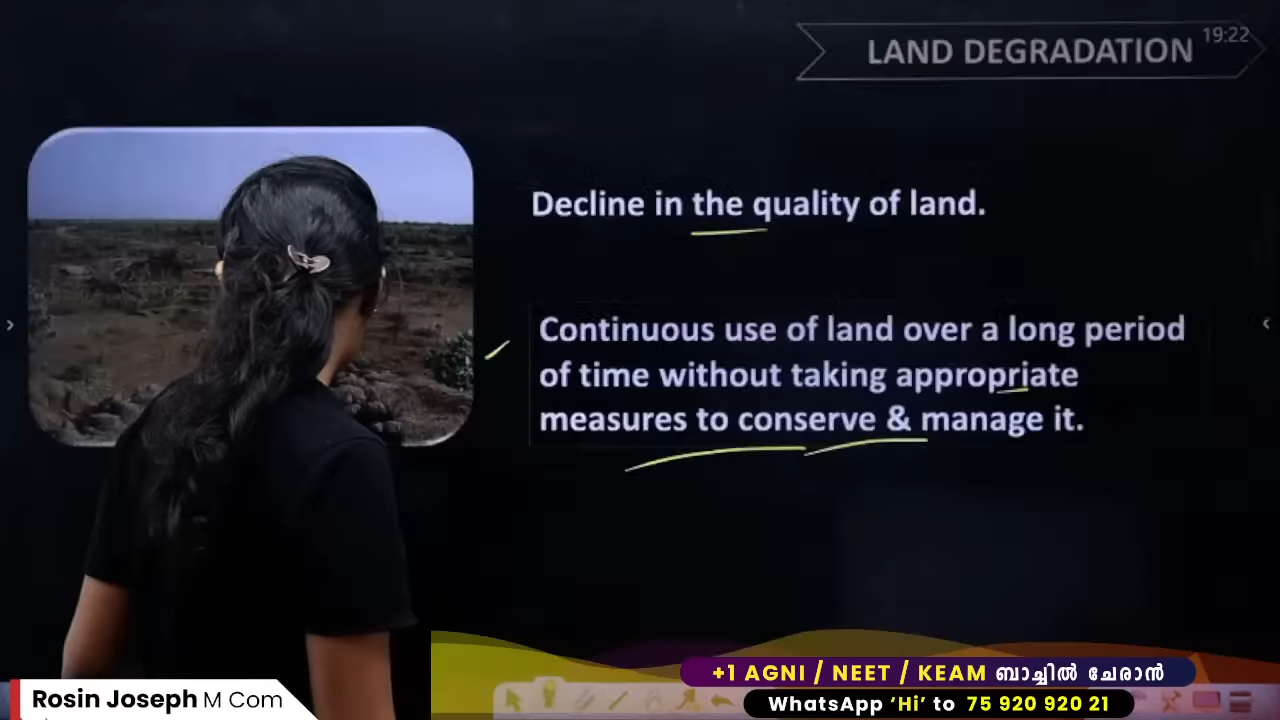 LAND DEGRADATION
19:22
Decline in the quality of land.
Continuous use of land over a long period
of time without taking appropriate
measures to conserve & manage it.
+1 AGNI / NEET / KEAM ബാച്ചിൽ ചേരാൻ
Rosin Joseph M Com
WhatsApp ‘Hi’ to 75 920 920 21